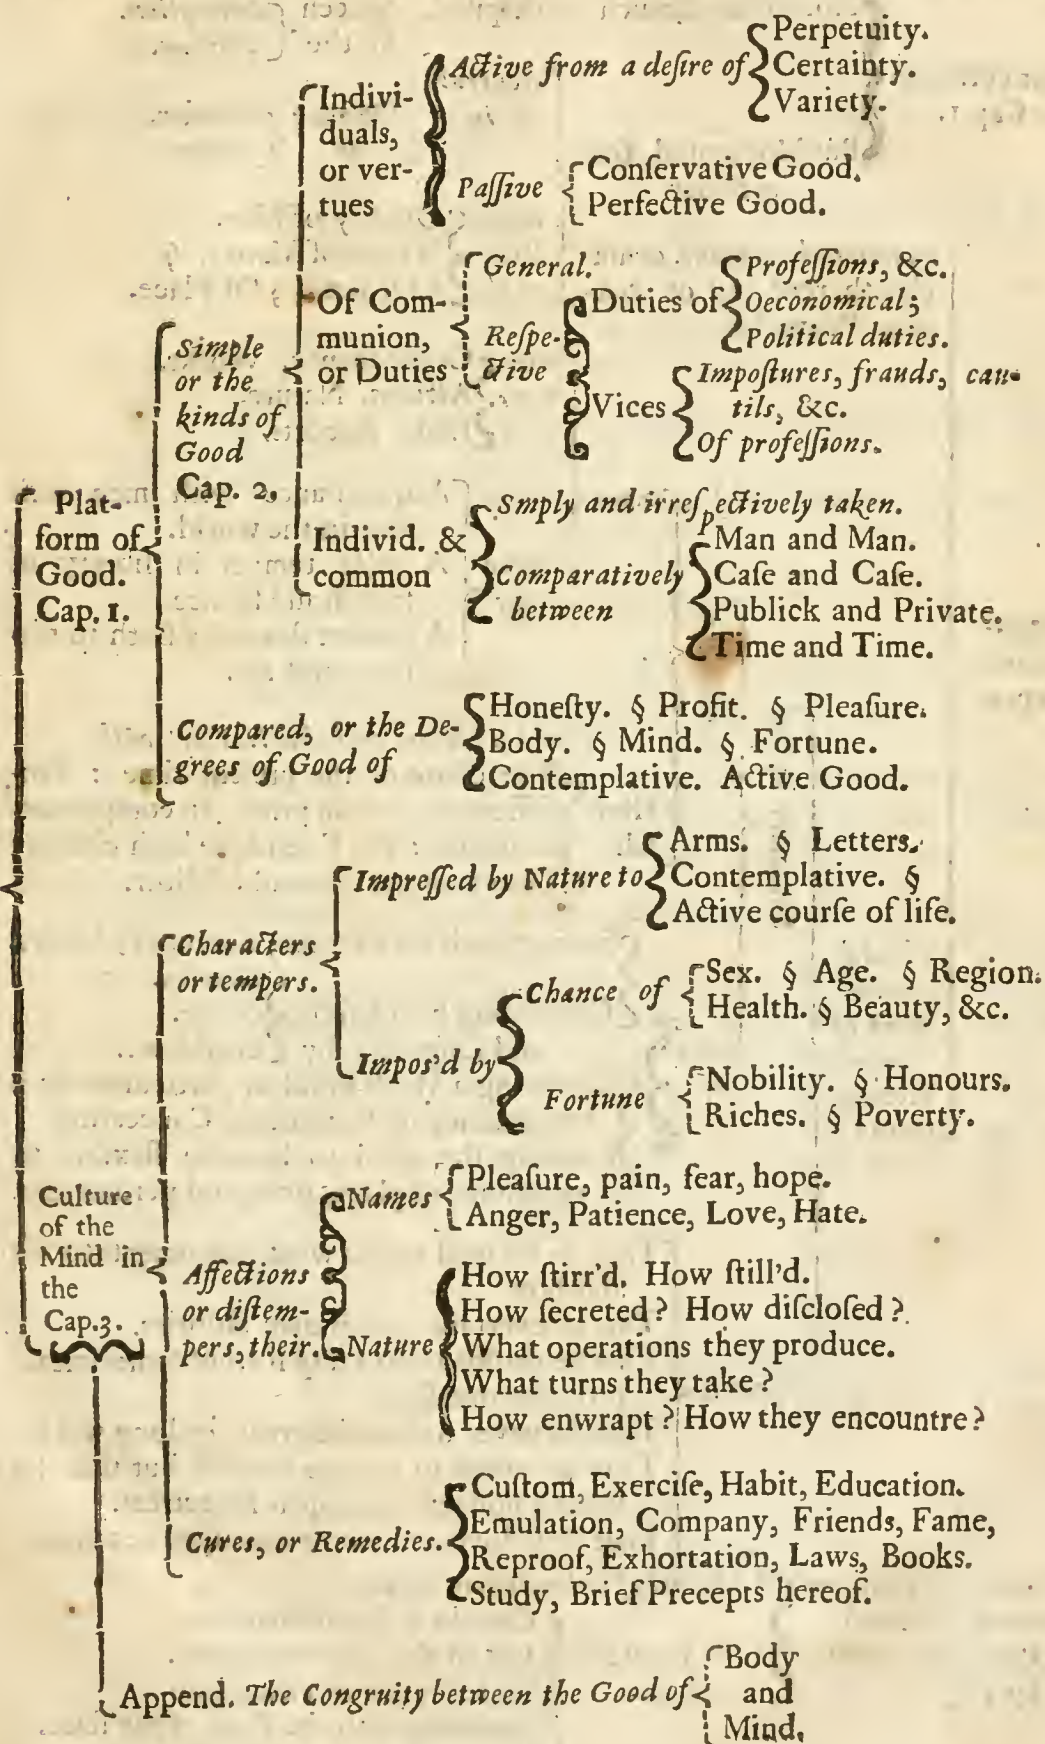 Perpetuity.
Active from a deſire of
Certainty.
Variety.
Indivi-
duals,
or ver-
tues
Paſſive
Conſervative Good.
Perfective Good.
General.
Of Com-
munion,
or Duties
Reſpe-
ctive
Duties of
Profeſſions, &c.
Oeconomical;
Political duties.
Vices
Impoſtures, frauds, cau-
tils, &c.
Of profeſſions.
Simple
or the
kinds of
Good
Cap. 2,
Individ. &
common
Smply and irreſpectively taken.
Comparatively
between
Man and Man.
Caſe and Caſe.
Publick and Private.
Time and Time.
Plat-
form of
Good.
Cap. I.
Compared, or the De-
grees of Good of
Honeſty. § Profit. § Pleaſure.
Body. § Mind. § Fortune.
Contemplative. Active Good.
Characters
or tempers.
Impreſſed by Nature to
Arms. § Letters.
Contemplative. §
Active courſe of life.
Impos'd by
Chance of
Sex. § Age. § Region.
Health. § Beauty, &c.
Fortune
Nobility. § Honours.
Riches. § Poverty.
Culture
of the
Mind in
the
Cap.3.
Affections
or diſtem-
pers, their.
Names
Pleaſure, pain, fear, hope.
Anger, Patience, Love, Hate.
Nature
How ſtirr'd. How ſtill'd.
How ſecreted? How diſcloſed?
What operations they produce.
What turns they take?
How enwrapt? How they encountre?
Cures, or Remedies.
Cuſtom, Exerciſe, Habit, Education.
Emulation, Company, Friends, Fame,
Reproof, Exhortation, Laws, Books.
Study, Brief Precepts hereof.
Append. The Congruity between the Good of
Body
and
Mind.